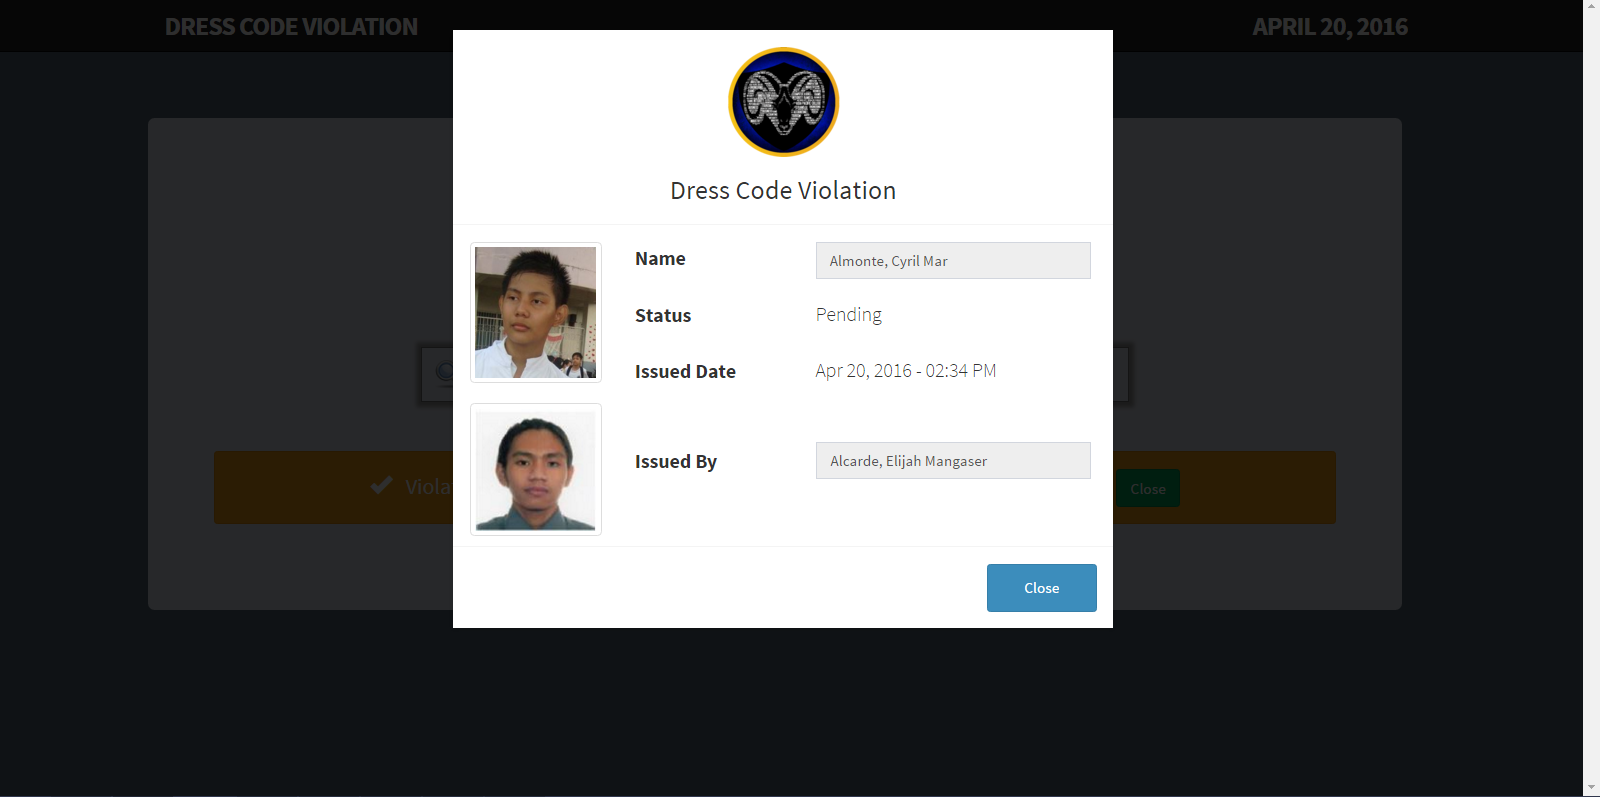 DRESS CODE VIOLATION
APRIL 20, 2016
Dress Code Violation
Name
Almonte, Cyril Mar
Status
Pending
Issued Date
Apr 20, 2016 - 02:34 PM
Issued By
Alcarde, Elijah Mangaser
Viola
Close
Close